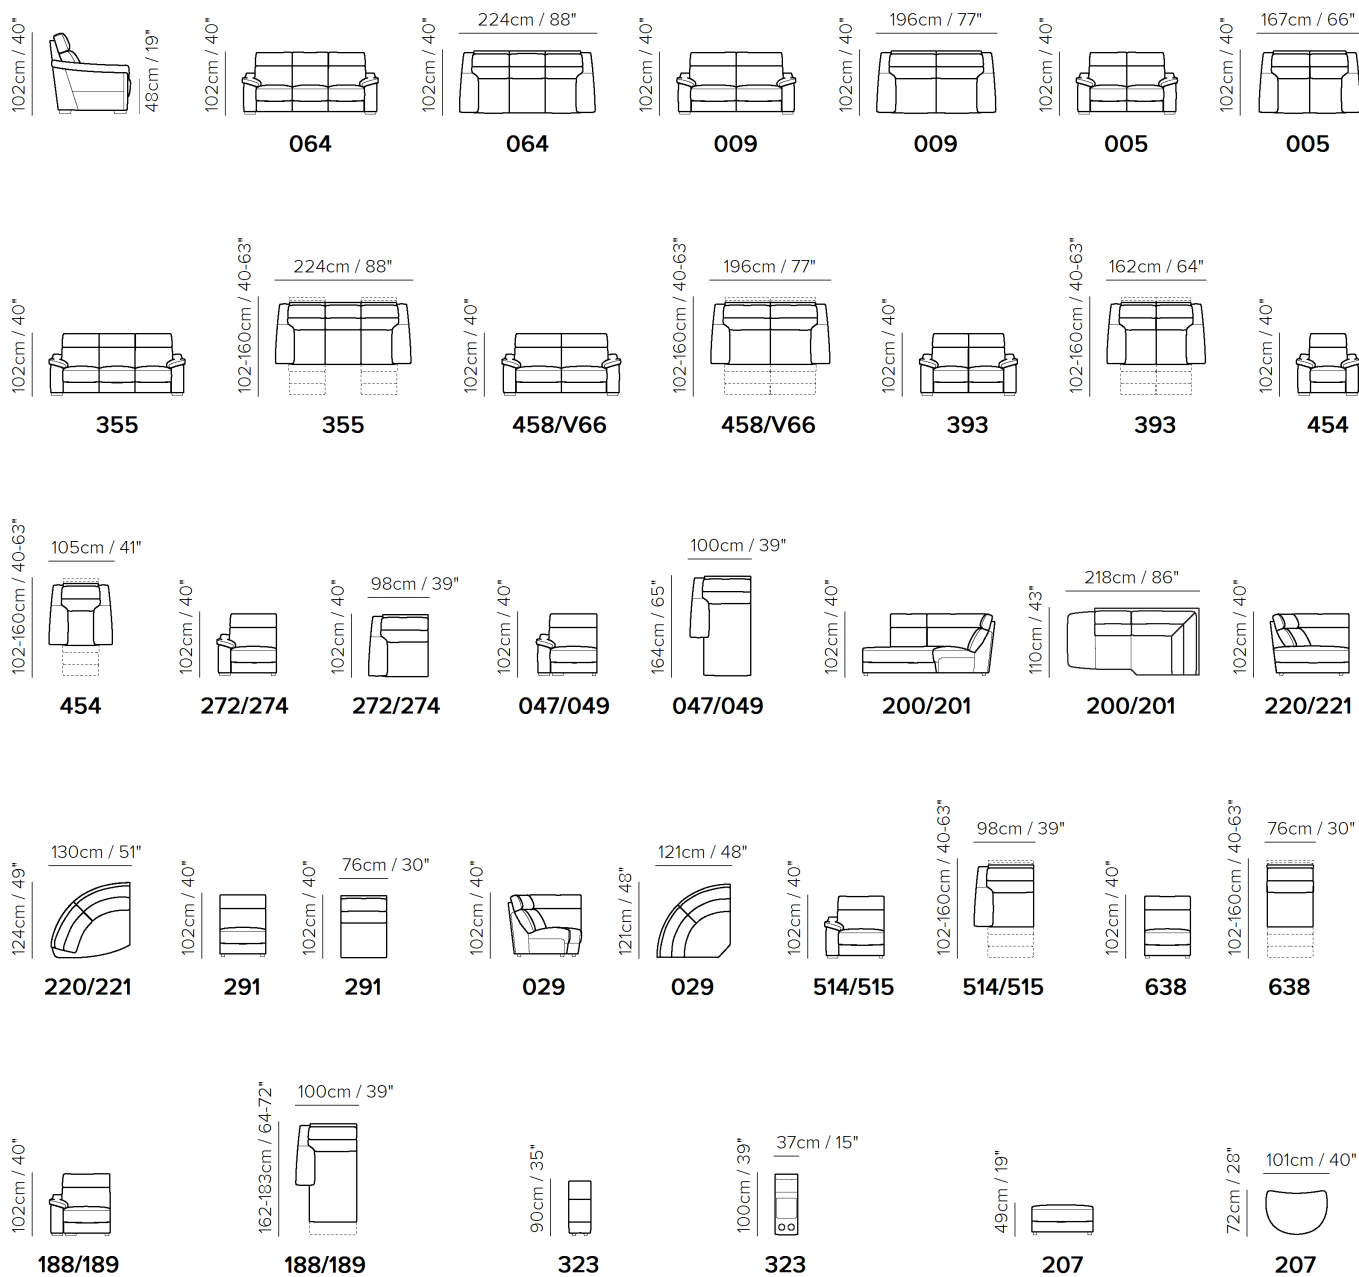 102cm / 40"
48cm / 19"
102cm / 40"
064
102cm / 40"
224cm / 88"
064
102cm / 40"
009
102cm / 40"
196cm / 77"
009
102cm / 40"
005
102cm / 40"
167cm / 66"
005
102cm / 40"
355
102-160cm / 40-63"
224cm / 88"
355
102cm / 40"
458/V66
102-160cm / 40-63"
196cm / 77"
458/V66
102cm / 40"
393
102-160cm / 40-63"
162cm / 64"
393
102cm / 40"
454
102-160cm / 40-63"
105cm / 41"
454
102cm / 40"
272/274
102cm / 40"
98cm / 39"
272/274
102cm / 40"
047/049
164cm / 65"
100cm / 39"
047/049
102cm / 40"
200/201
110cm / 43"
218cm / 86"
200/201
102cm / 40"
220/221
124cm / 49"
130cm / 51"
220/221
102cm / 40"
291
102cm / 40"
76cm / 30"
291
102cm / 40"
029
121cm / 48"
121cm / 48"
029
102cm / 40"
514/515
102-160cm / 40-63"
98cm / 39"
514/515
102cm / 40"
638
102-160cm / 40-63"
76cm / 30"
638
102cm / 40"
188/189
162-183cm / 64-72"
100cm / 39"
188/189
90cm / 35"
323
100cm / 39"
37cm / 15"
323
49cm / 19"
207
72cm / 28"
101cm / 40"
207